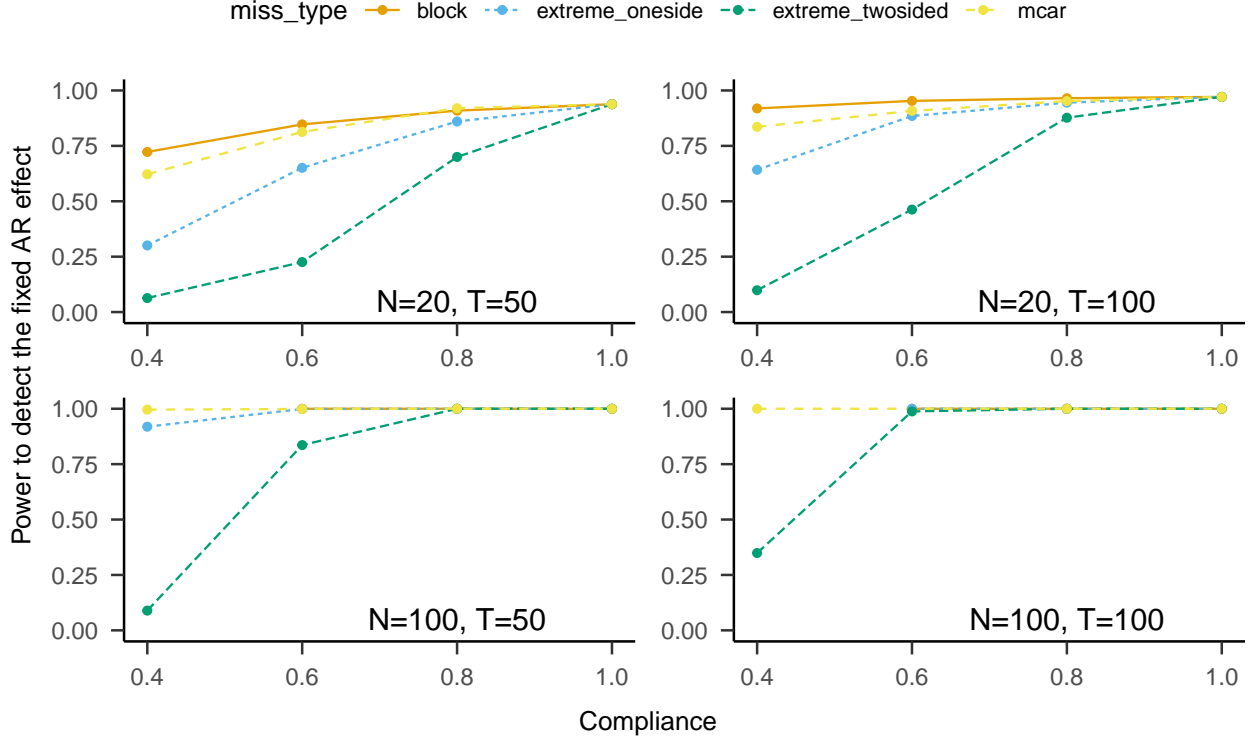 miss_type block extreme_oneside extreme_twosided mcar
Power to detect the fixed AR effect
1.00
0.75
0.50
0.25
0.00
N=20, T=50
0.4 0.6 0.8 1.0
1.00
0.75
0.50
0.25
0.00
N=20, T=100
0.4 0.6 0.8 1.0
1.00
0.75
0.50
0.25
0.00
N=100, T=50
0.4 0.6 0.8 1.0
1.00
0.75
0.50
0.25
0.00
N=100, T=100
0.4 0.6 0.8 1.0
Compliance